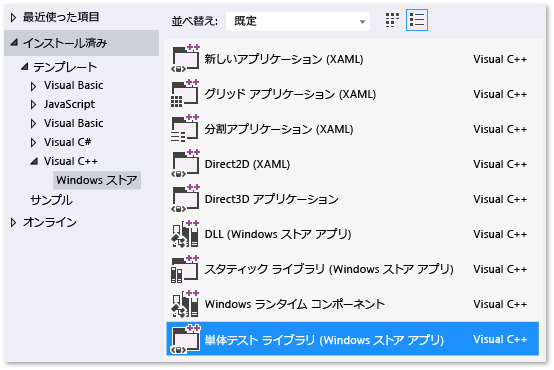 最近使った項目
インストール済み
テンプレート
Visual Basic
JavaScript
Visual Basic
Visual C#
Visual C++
Windows ストア
サンプル
オンライン
並べ替え: 既定
新しいアプリケーション (XAML) Visual C++
グリッド アプリケーション (XAML) Visual C++
分割アプリケーション (XAML) Visual C++
Direct2D (XAML) Visual C++
Direct3D アプリケーション Visual C++
DLL (Windows ストア アプリ) Visual C++
スタティック ライブラリ (Windows ストア アプリ) Visual C++
Windows ランタイム コンポーネント Visual C++
単体テスト ライブラリ (Windows ストア アプリ) Visual C++